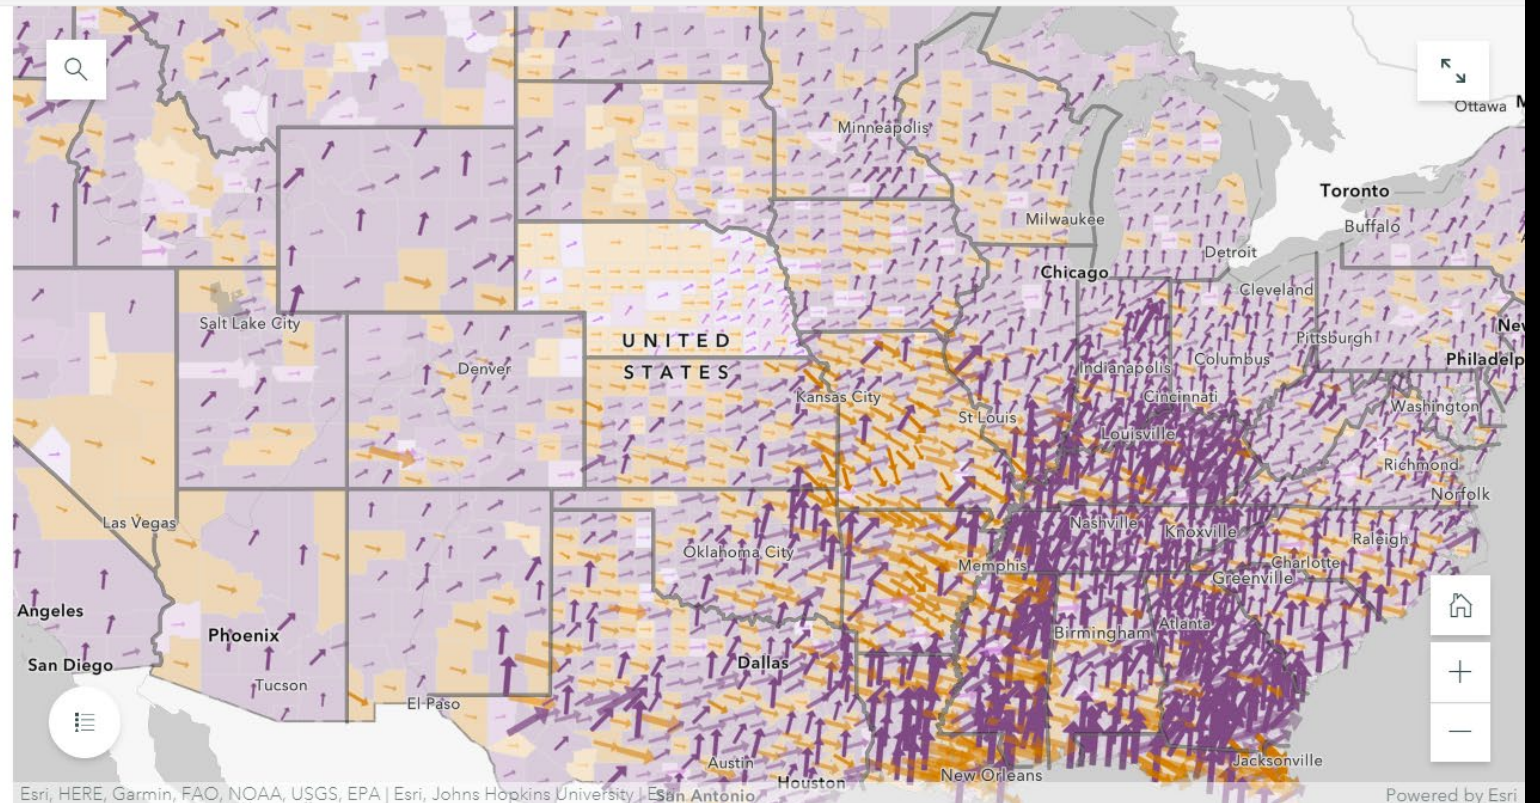 Ottawa
Minneapolis
Toronto
Buffalo
Milwaukee
Detroit
Chicago
Cleveland
Salt Lake City
UNITED
STATES
Pittsburgh
Philadelp
Denver
Columbus
Indianapolis
Kansas City
Cincinnati
Washington
St Louis
Louisville
Richmond
Norfolk
Las Vegas
Nashville
Knoxville
Raleigh
Oklahoma City
Memphis
Charlotte
Greenville
Angeles
Phoenix
Birmingham
Atlanta
San Diego
Dallas
Tucson
El Paso
Austin
Jacksonville
New Orleans
Houston
San Antonio
Esri, HERE, Garmin, FAO, NOAA, USGS, EPA | Esri, Johns Hopkins University | E
Powered by Esri